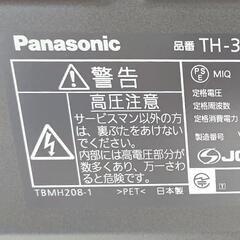 Panasonic 品番 TH-3
警告
高圧注意
サービスマン以外の方
は、裏ぶたをあけないで
ください。
内部には高電圧部分が
数多くあり、万一さわる
と危険です。
TBMH208-1 >PET< 日本製
PS
E
MIQ
定格電圧
定格周波数
定格消費電力
製造
JQ